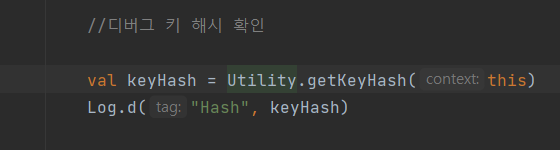 //디버그 키 해시 확인
val keyHash = Utility.getKeyHash( context: this)
Log.d( tag: "Hash", keyHash)